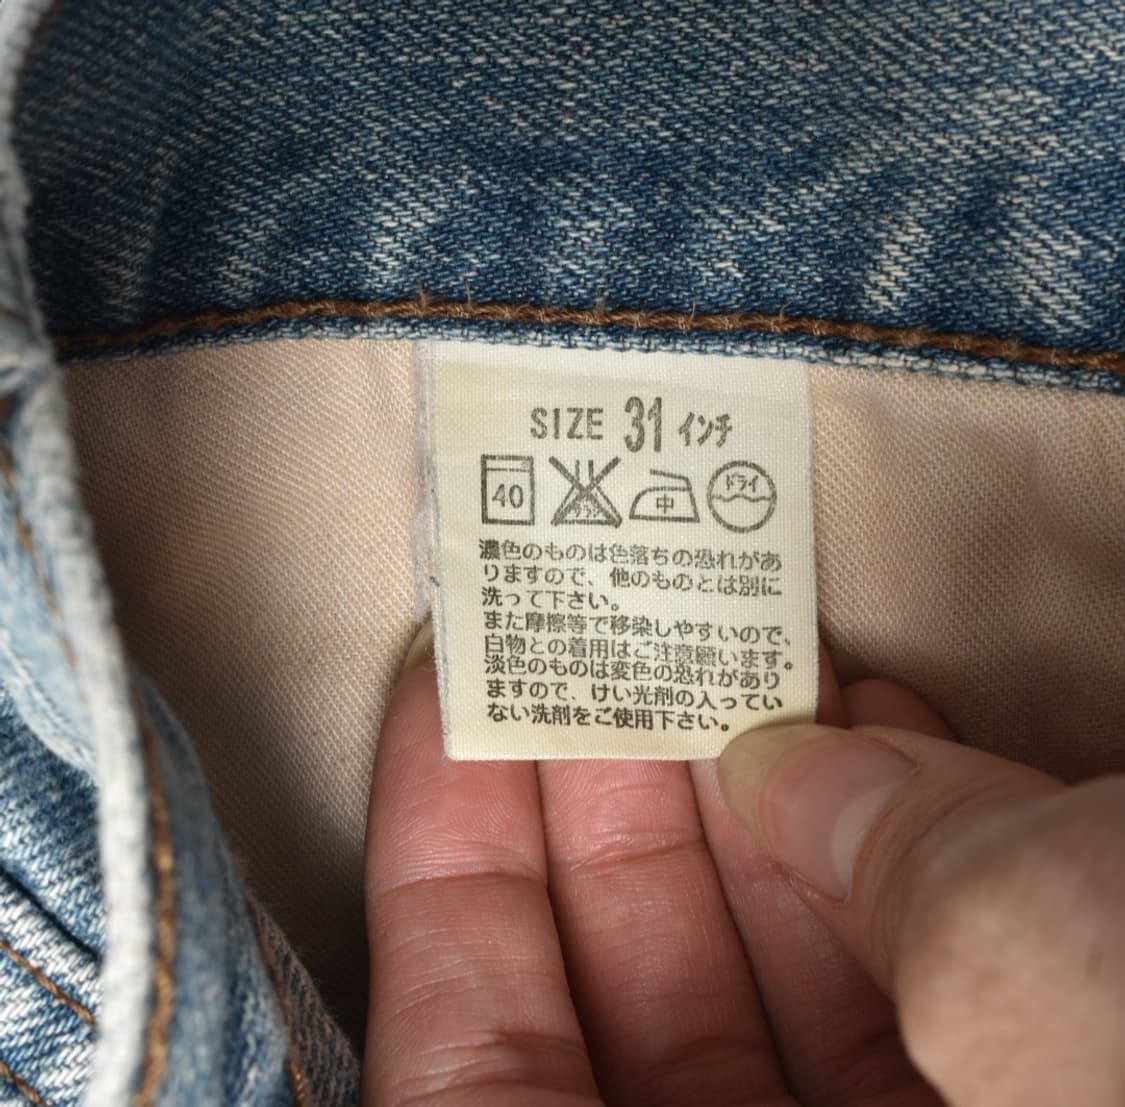 SIZE 31 インチ
40 中 ドライ
濃色のものは色落ちの恐れがあ
りますので、他のものとは別に
洗って下さい。
また摩擦等で移染しやすいので、
白物との着用はご注意願います。
淡色のものは変色の恐れがあり
ますので、けい光剤の入ってい
ない洗剤をご使用下さい。